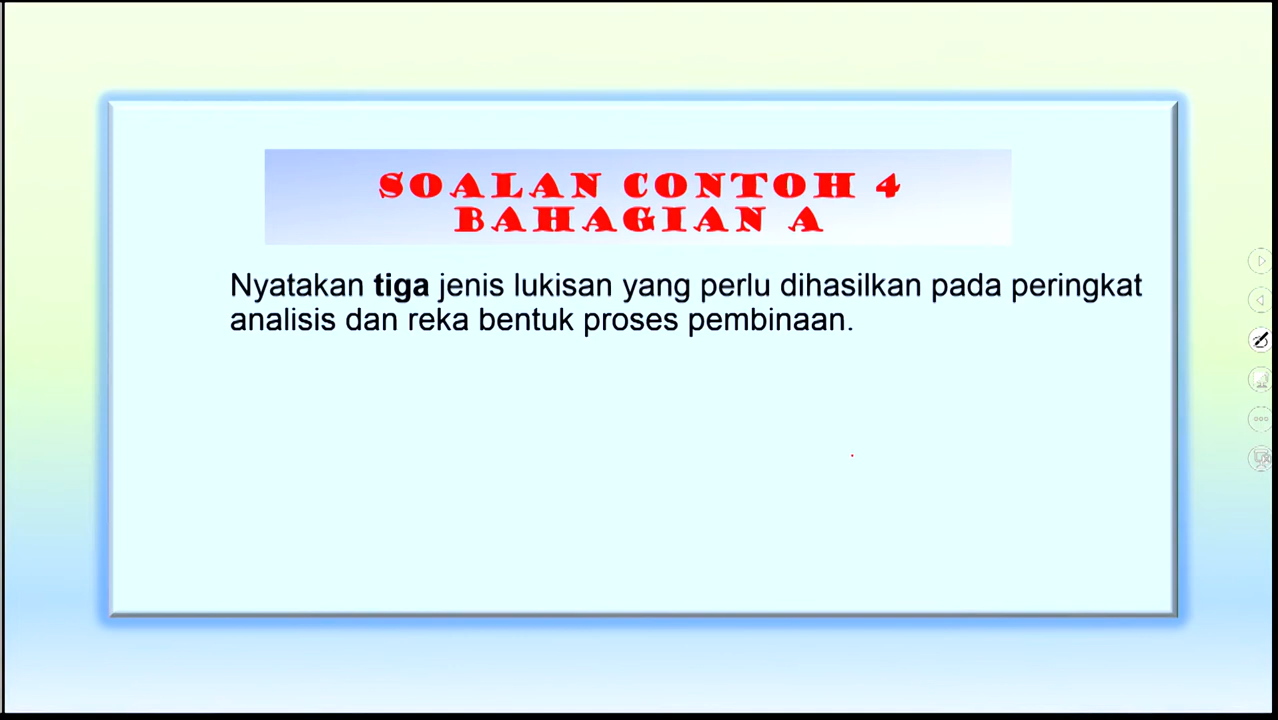 SOALAN CONTOH 4
BAHAGIAN A
Nyatakan tiga jenis lukisan yang perlu dihasilkan pada peringkat
analisis dan reka bentuk proses pembinaan.